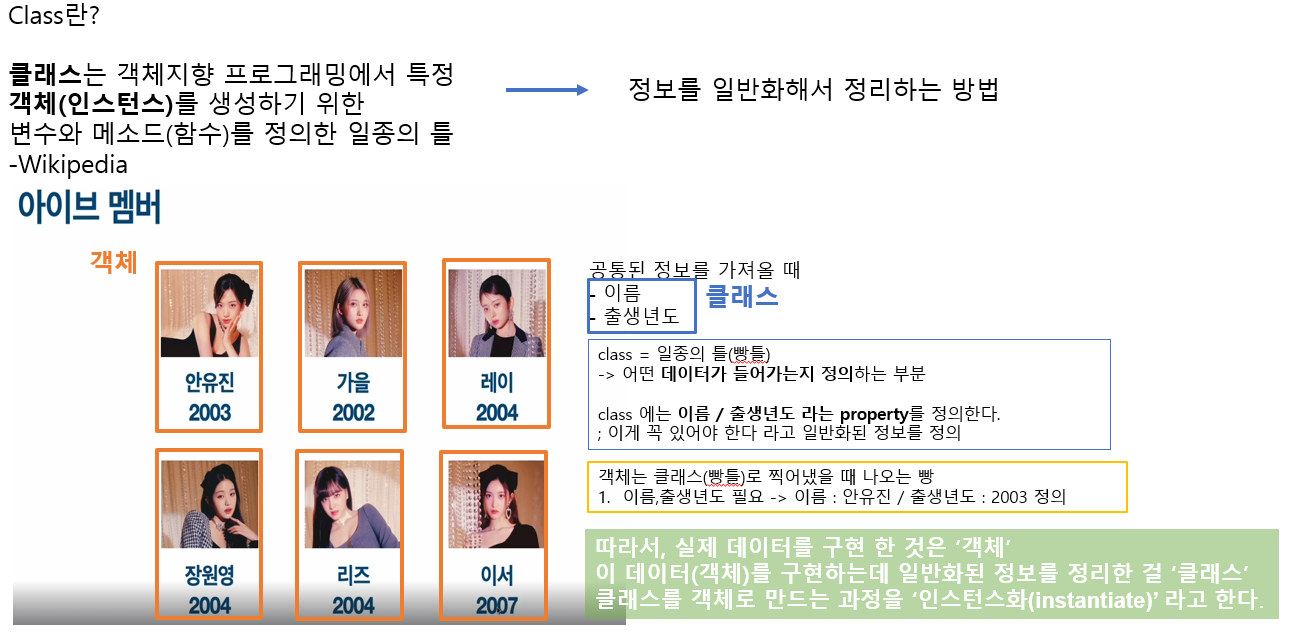 Class란?
클래스는 객체지향 프로그래밍에서 특정
객체(인스턴스)를 생성하기 위한
변수와 메소드(함수)를 정의한 일종의 틀
-Wikipedia
정보를 일반화해서 정리하는 방법
아이브 멤버
객체
안유진
2003
가을
2002
레이
2004
장원영
2004
리즈
2004
이서
2007
공통된 정보를 가져올 때
- 이름
- 출생년도
클래스
class = 일종의 틀(빵틀)
-> 어떤 데이터가 들어가는지 정의하는 부분
class 에는 이름 / 출생년도 라는 property를 정의한다.
; 이게 꼭 있어야 한다 라고 일반화된 정보를 정의
객체는 클래스(빵틀)로 찍어냈을 때 나오는 빵
1. 이름,출생년도 필요 -> 이름 : 안유진 / 출생년도 : 2003 정의
따라서, 실제 데이터를 구현 한 것은 ‘객체’
이 데이터(객체)를 구현하는데 일반화된 정보를 정리한 걸 ‘클래스’
클래스를 객체로 만드는 과정을 ‘인스턴스화(instantiate)’ 라고 한다.